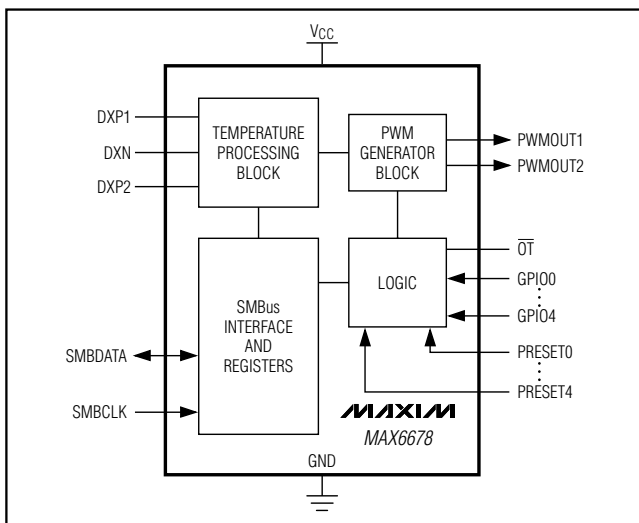 VCC
DXP1
DXN
DXP2
TEMPERATURE
PROCESSING
BLOCK
PWM
GENERATOR
BLOCK
PWMOUT1
PWMOUT2
SMBus
INTERFACE
AND
REGISTERS
LOGIC
OT
GPIO0
GPIO4
PRESET0
PRESET4
SMBDATA
SMBCLK
MAXIM
MAX6678
GND